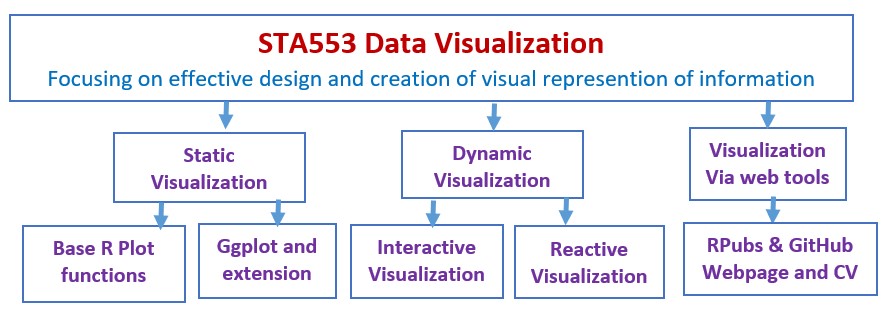 STA553 Data Visualization
Focusing on effective design and creation of visual represention of information
Static
Visualization
Dynamic
Visualization
Visualization
Via web tools
Base R Plot
functions
Ggplot and
extension
Interactive
Visualization
Reactive
Visualization
RPubs & GitHub
Webpage and CV